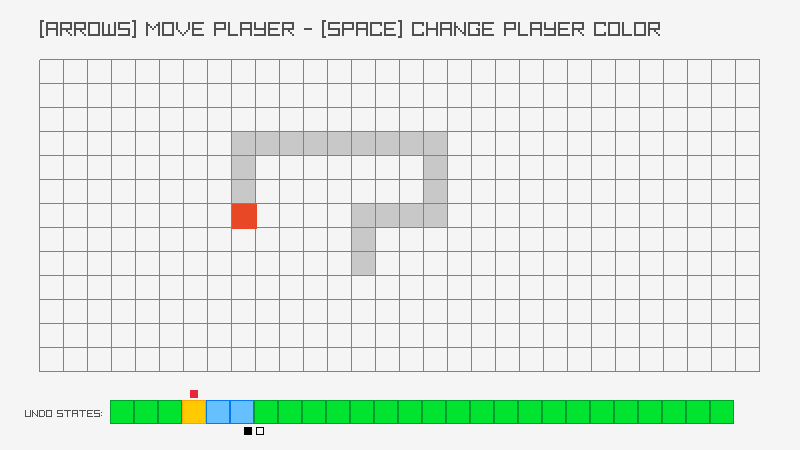 [ARROWS] MOVE PLAYER - [SPACE] CHANGE PLAYER COLOR
UNDO STATES: